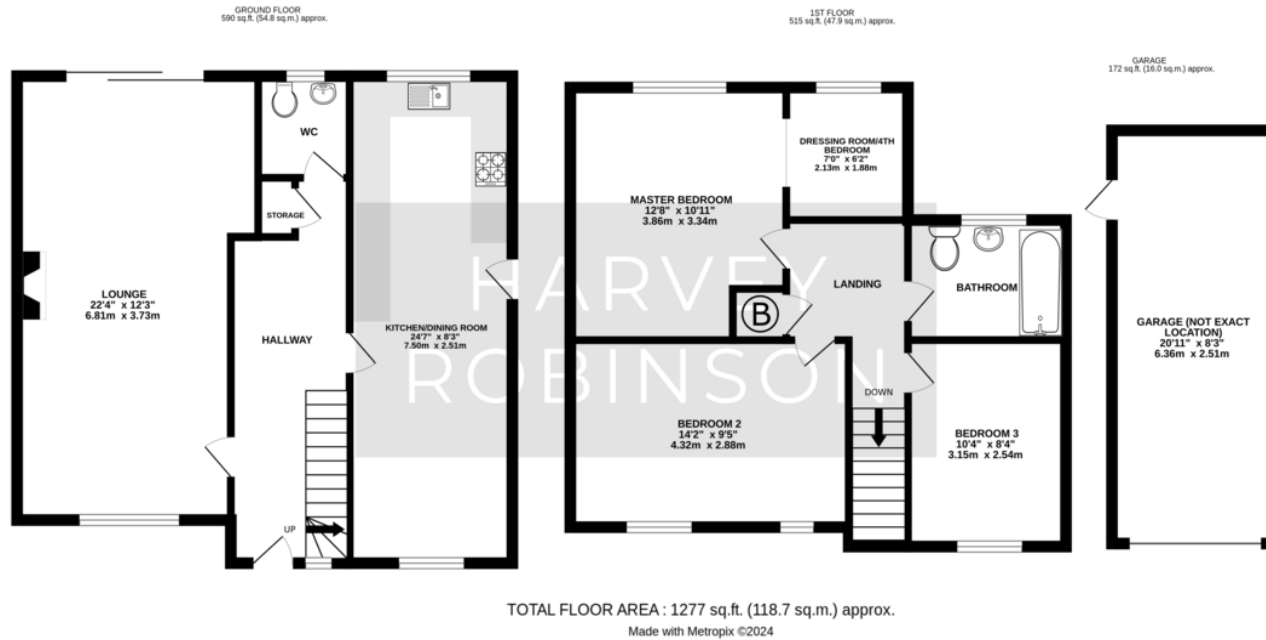 GROUND FLOOR
590 sq.ft. (54.8 sq.m.) approx.
WC
STORAGE
LOUNGE
22'4" x 12'3"
6.81m x 3.73m
HALLWAY
KITCHEN/DINING ROOM
24'7" x 8'3"
7.50m x 2.51m
UP
1ST FLOOR
515 sq.ft. (47.9 sq.m.) approx.
MASTER BEDROOM
12'8" x 10'11"
3.86m x 3.34m
DRESSING ROOM/4TH
BEDROOM
7'0" x 6'2"
2.13m x 1.88m
LANDING
BATHROOM
B
DOWN
BEDROOM 2
14'2" x 9'5"
4.32m x 2.88m
BEDROOM 3
10'4" x 8'4"
3.15m x 2.54m
GARAGE
172 sq.ft. (16.0 sq.m.) approx.
GARAGE (NOT EXACT
LOCATION)
20'11" x 8'3"
6.36m x 2.51m
HARVEY
ROBINSON
TOTAL FLOOR AREA : 1277 sq.ft. (118.7 sq.m.) approx.
Made with Metropix ©2024